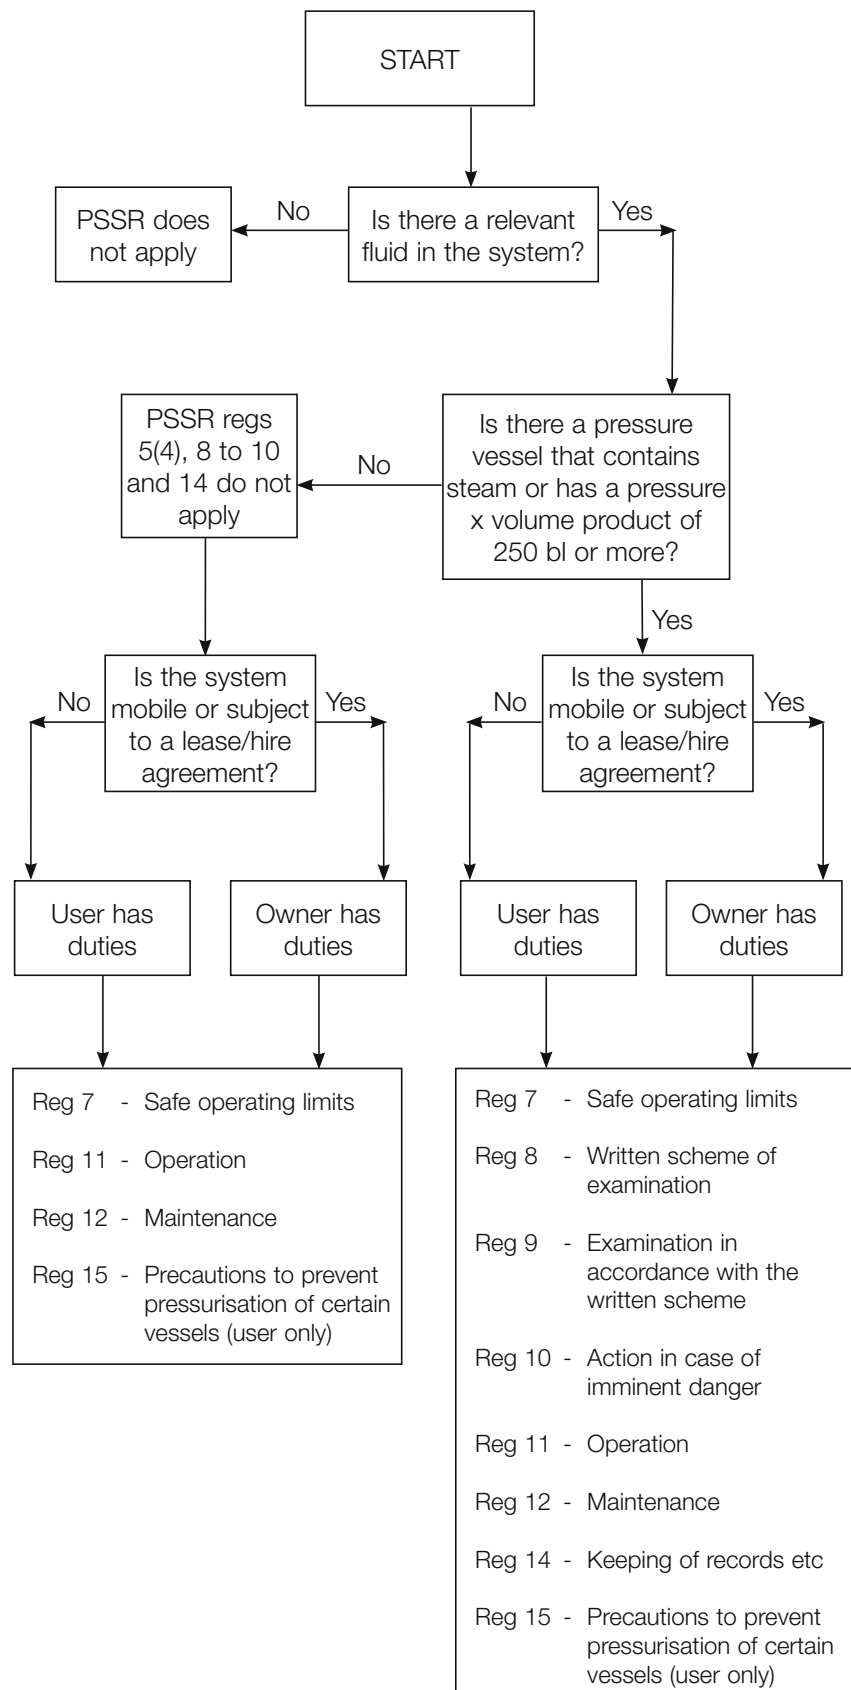 START
PSSR does
not apply
No
Is there a relevant
fluid in the system?
Yes
PSSR regs
5(4), 8 to 10
and 14 do not
apply
No
Is there a pressure
vessel that contains
steam or has a pressure
x volume product of
250 bl or more?
Yes
No
Is the system
mobile or subject
to a lease/hire
agreement?
Yes
No
Is the system
mobile or subject
to a lease/hire
agreement?
Yes
User has
duties
Owner has
duties
User has
duties
Owner has
duties
Reg 7 - Safe operating limits
Reg 11 - Operation
Reg 12 - Maintenance
Reg 15 - Precautions to prevent
pressurisation of certain
vessels (user only)
Reg 7 - Safe operating limits
Reg 8 - Written scheme of
examination
Reg 9 - Examination in
accordance with the
written scheme
Reg 10 - Action in case of
imminent danger
Reg 11 - Operation
Reg 12 - Maintenance
Reg 14 - Keeping of records etc
Reg 15 - Precautions to prevent
pressurisation of certain
vessels (user only)